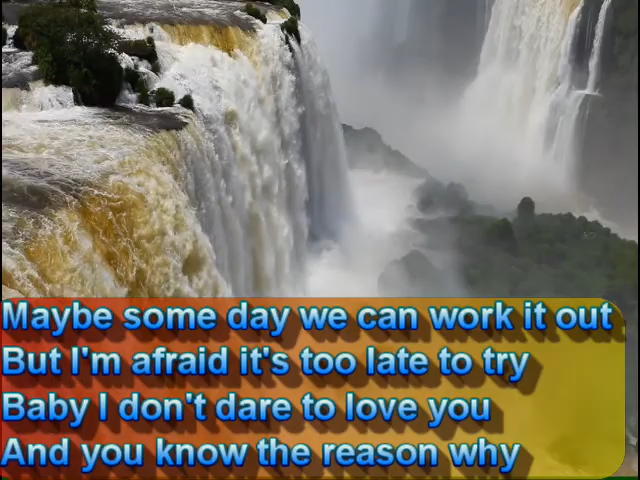 Maybe some day we can work it out
But I'm afraid it's too late to try
Baby I don't dare to love you
And you know the reason why